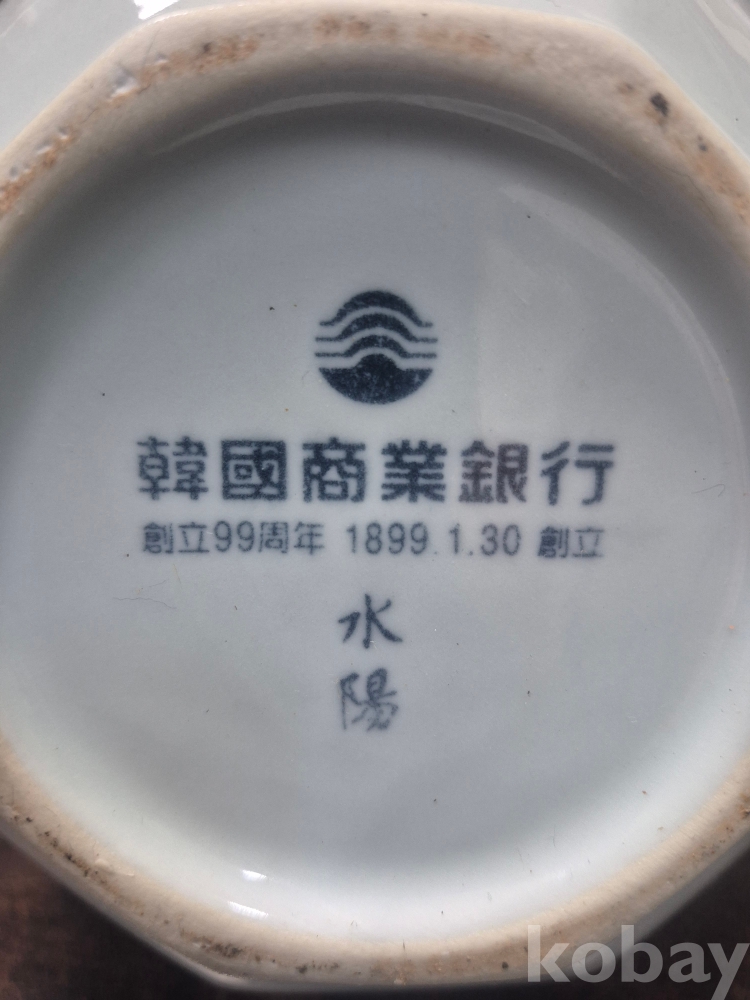 韓國商業銀行
創立99周年 1899.1.30 創立
水
陽
kobay